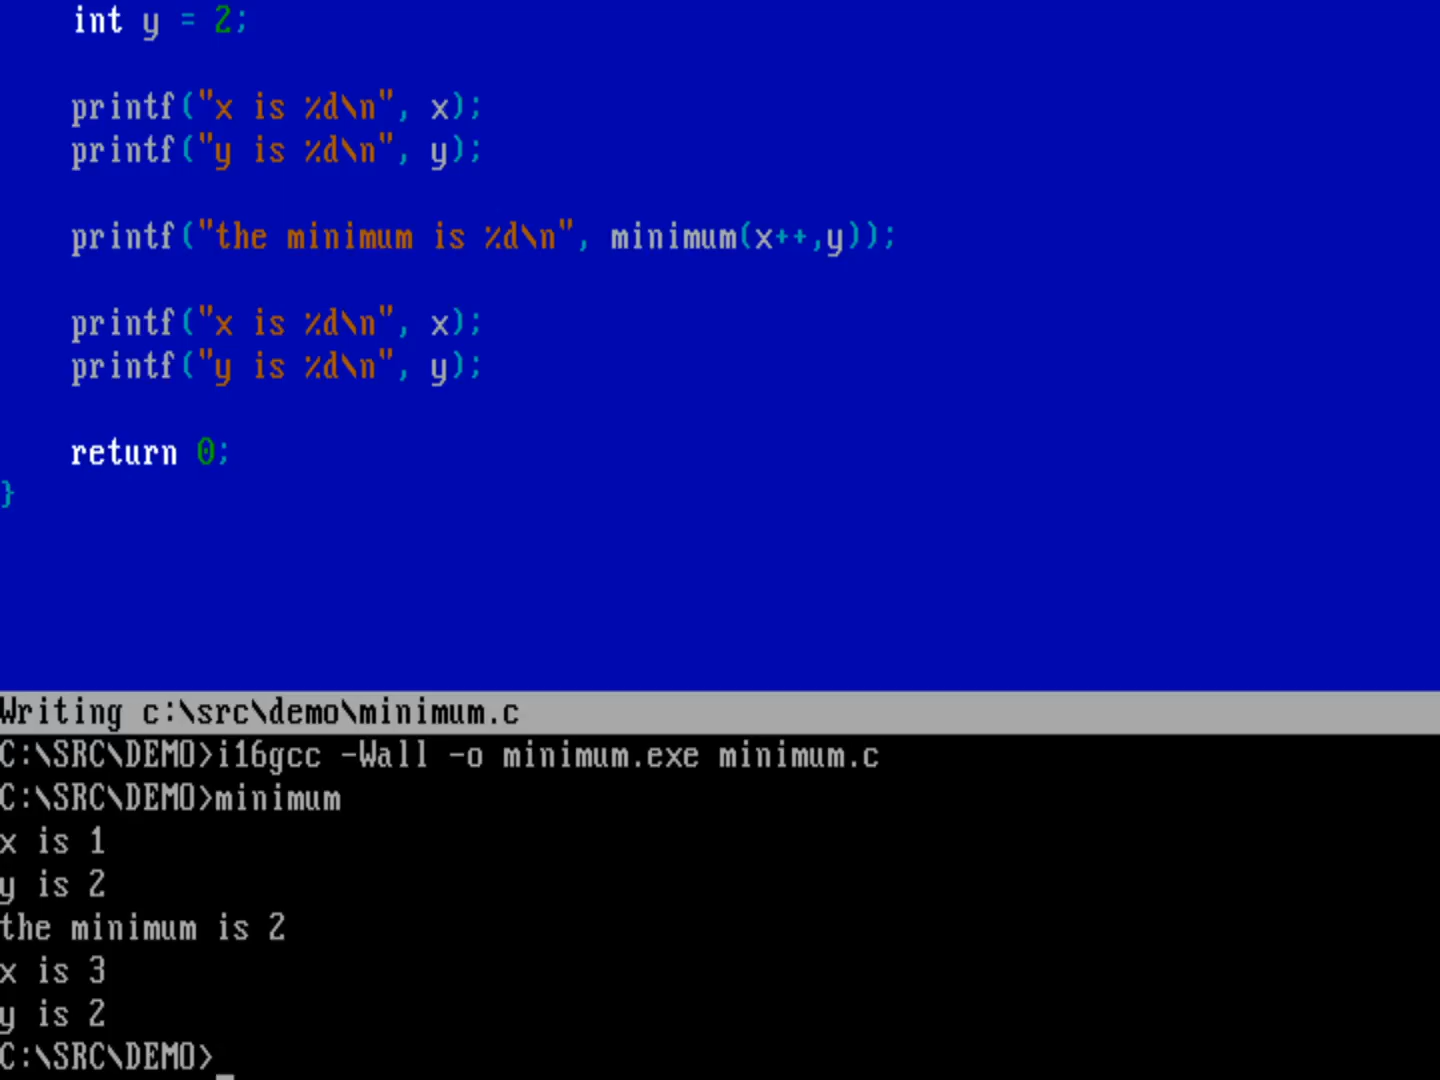 int y = 2;
printf("x is %d\n", x);
printf("y is %d\n", y);
printf("the minimum is %d\n", minimum(x++,y));
printf("x is %d\n", x);
printf("y is %d\n", y);
return 0;
}
Writing c:\src\demo\minimum.c
C:\SRC\DEMO>i16gcc -Wall -o minimum.exe minimum.c
C:\SRC\DEMO>minimum
x is 1
y is 2
the minimum is 2
x is 3
y is 2
C:\SRC\DEMO>_